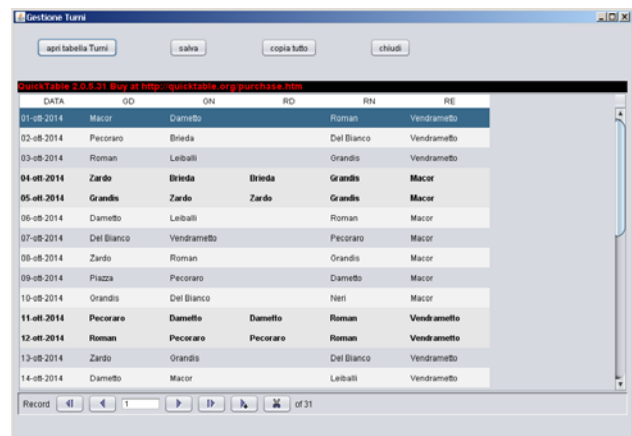 Gestione Turni
apri tabella Turni salva copia tutto chiudi
QuickTable 2.0.5.31 Buy at http://quicktable.org/purchase.htm
DATA GD GN RD RN RE
01-ott-2014 Macor Dametto Roman Vendrametto
02-ott-2014 Pecoraro Brieda Del Bianco Vendrametto
03-ott-2014 Roman Leiballi Grandis Vendrametto
04-ott-2014 Zardo Brieda Brieda Grandis Macor
05-ott-2014 Grandis Zardo Zardo Grandis Macor
06-ott-2014 Dametto Leiballi Roman Macor
07-ott-2014 Del Bianco Vendrametto Pecoraro Macor
08-ott-2014 Zardo Roman Grandis Macor
09-ott-2014 Piazza Pecoraro Dametto Macor
10-ott-2014 Grandis Del Bianco Neri Macor
11-ott-2014 Pecoraro Dametto Dametto Roman Vendrametto
12-ott-2014 Roman Pecoraro Pecoraro Roman Vendrametto
13-ott-2014 Zardo Grandis Del Bianco Vendrametto
14-ott-2014 Dametto Macor Leiballi Vendrametto
Record 1 of 31